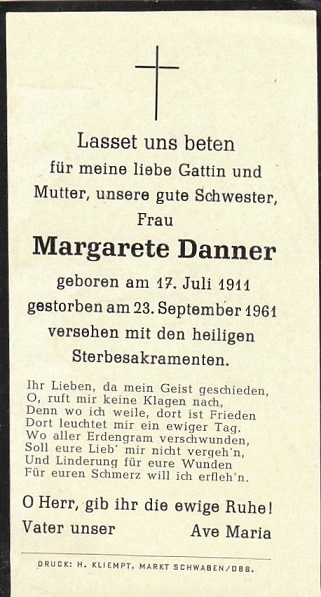 Lasset uns beten
für meine liebe Gattin und
Mutter, unsere gute Schwester,
Frau
Margarete Danner
geboren am 17. Juli 1911
gestorben am 23. September 1961
versehen mit den heiligen
Sterbesakramenten.
Ihr Lieben, da mein Geist geschieden,
O, ruft mir keine Klagen nach,
Denn wo ich weile, dort ist Frieden
Dort leuchtet mir ein ewiger Tag.
Wo aller Erdengram verschwunden,
Soll eure Lieb' mir nicht vergeh'n,
Und Linderung für eure Wunden
Für euren Schmerz will ich erfleh'n.
O Herr, gib ihr die ewige Ruhe!
Vater unser Ave Maria
DRUCK: H. KLIEMPT, MARKT SCHWABEN/OBB.